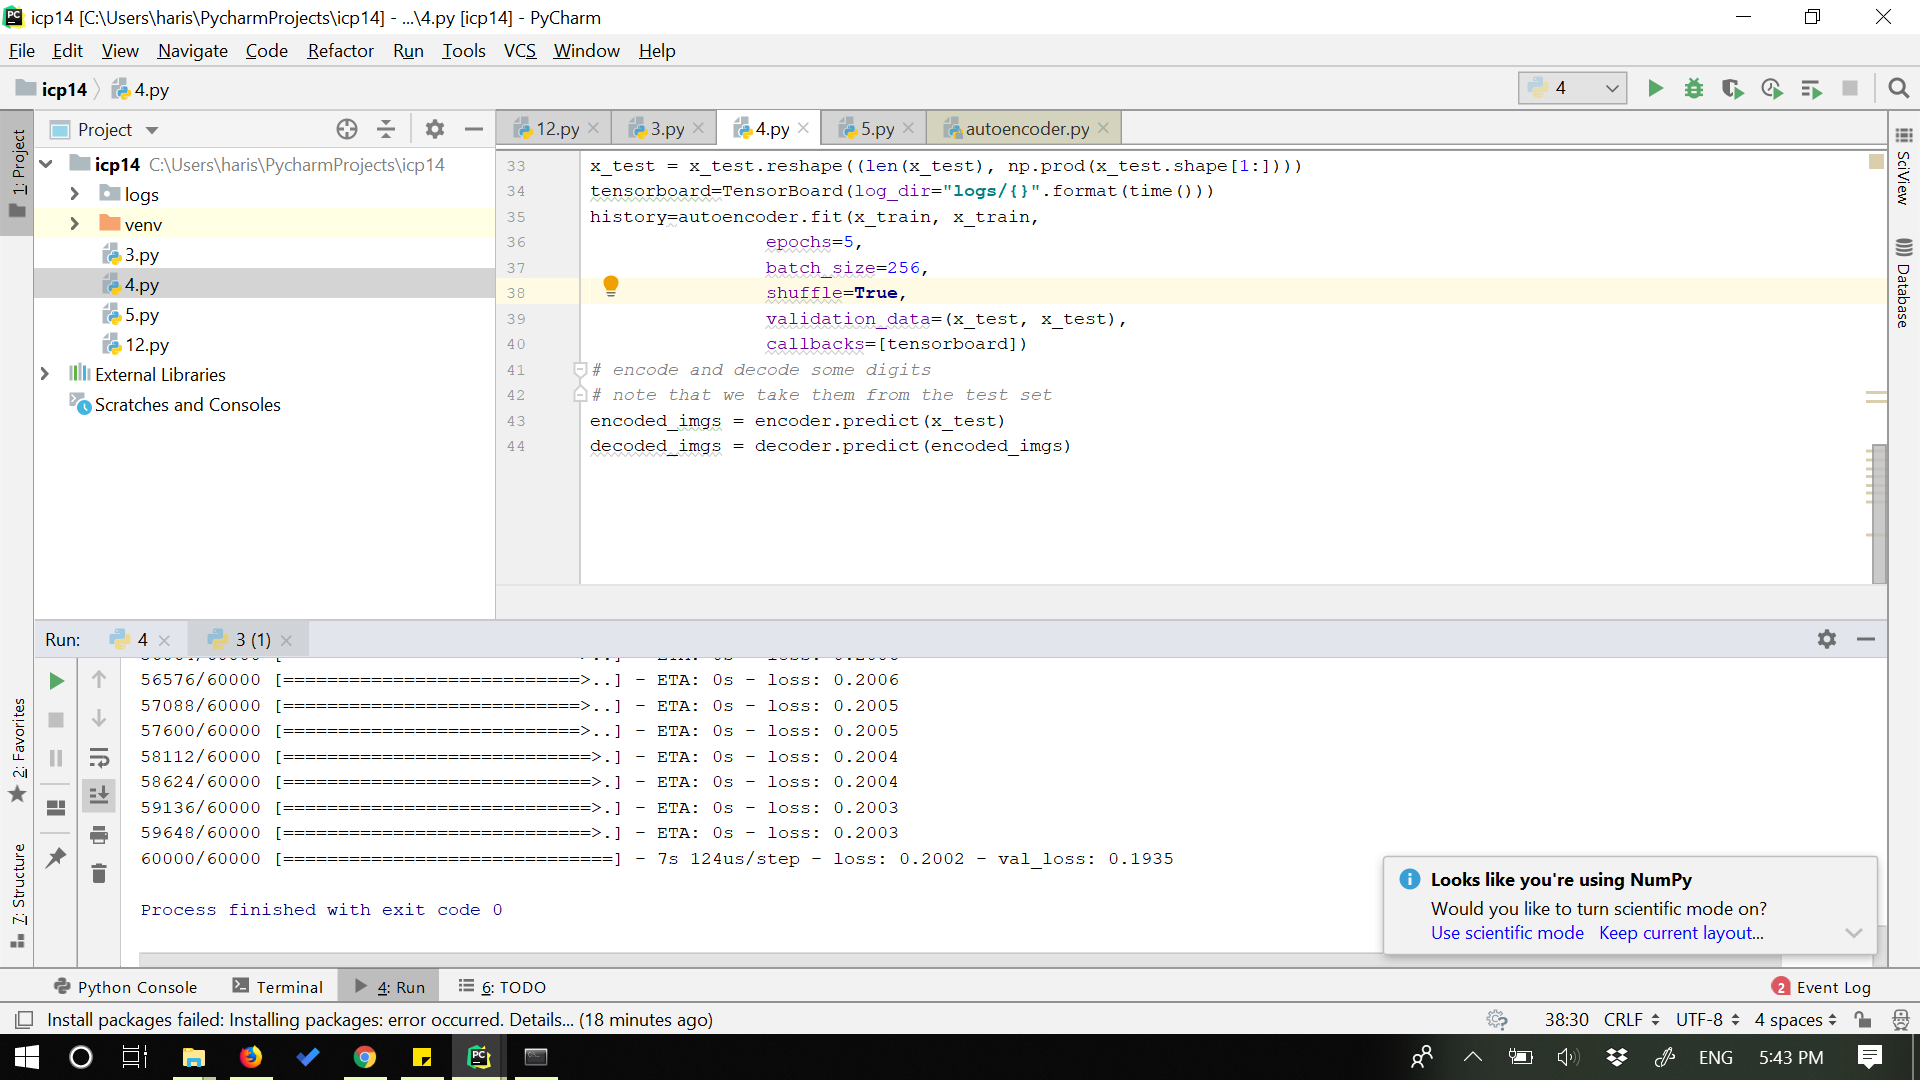 icp14 [C:\Users\haris\PycharmProjects\icp14] - ...\4.py [icp14] - PyCharm
File Edit View Navigate Code Refactor Run Tools VCS Window Help
icp14 4.py
4
Project
12.py 3.py 4.py 5.py autoencoder.py
1: Project
icp14 C:\Users\haris\PycharmProjects\icp14
logs
venv
3.py
4.py
5.py
12.py
External Libraries
Scratches and Consoles
33 x_test = x_test.reshape((len(x_test), np.prod(x_test.shape[1:])))
34 tensorboard=TensorBoard(log_dir="logs/{}".format(time()))
35 history=autoencoder.fit(x_train, x_train,
36 epochs=5,
37 batch_size=256,
38 shuffle=True,
39 validation_data=(x_test, x_test),
40 callbacks=[tensorboard])
41 # encode and decode some digits
42 # note that we take them from the test set
43 encoded_imgs = encoder.predict(x_test)
44 decoded_imgs = decoder.predict(encoded_imgs)
SciView
Database
Run: 4 3 (1)
56576/60000 [===========================>..] - ETA: 0s - loss: 0.2006
57088/60000 [===========================>..] - ETA: 0s - loss: 0.2005
57600/60000 [===========================>..] - ETA: 0s - loss: 0.2005
58112/60000 [============================>.] - ETA: 0s - loss: 0.2004
58624/60000 [============================>.] - ETA: 0s - loss: 0.2004
59136/60000 [============================>.] - ETA: 0s - loss: 0.2003
59648/60000 [============================>.] - ETA: 0s - loss: 0.2003
60000/60000 [==============================] - 7s 124us/step - loss: 0.2002 - val_loss: 0.1935
Process finished with exit code 0
2: Favorites
7: Structure
Looks like you're using NumPy
Would you like to turn scientific mode on?
Use scientific mode Keep current layout...
Python Console Terminal 4: Run 6: TODO 2 Event Log
Install packages failed: Installing packages: error occurred. Details... (18 minutes ago) 38:30 CRLF UTF-8 4 spaces
ENG 5:43 PM